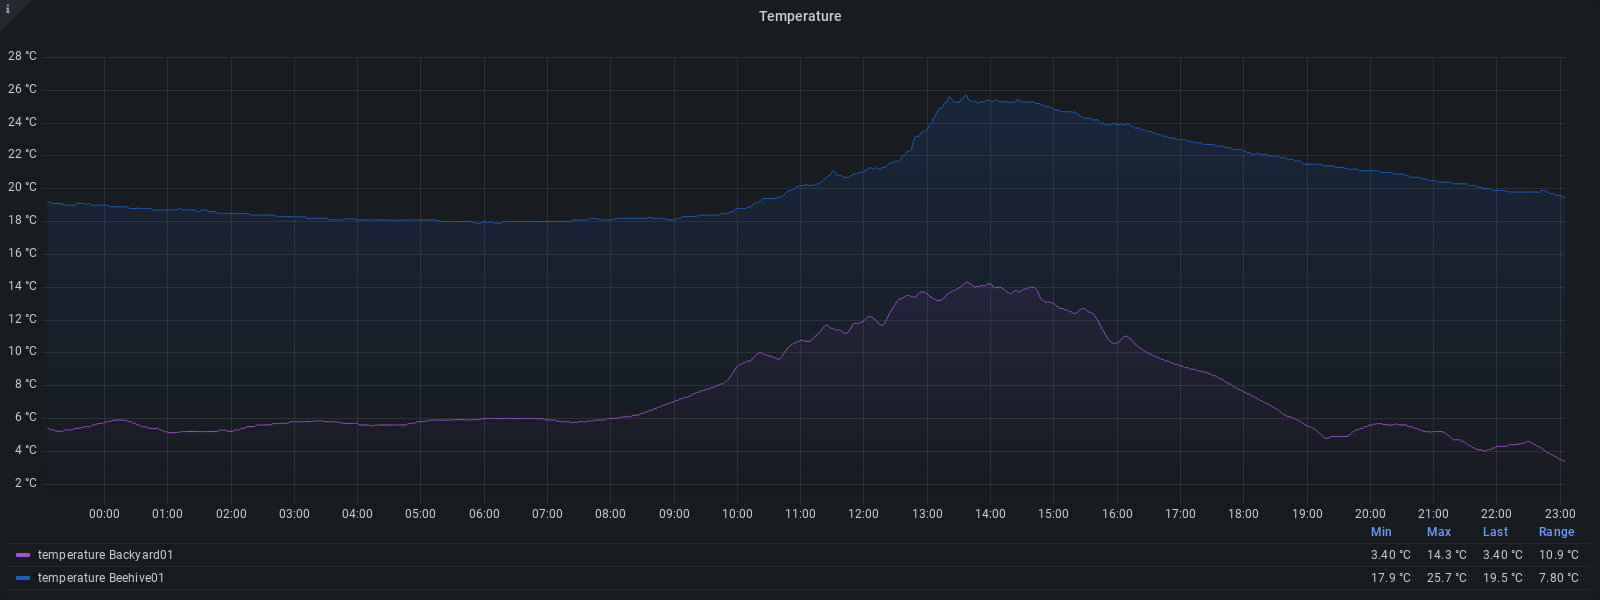 i
Temperature
28 °C
26 °C
24 °C
22 °C
20 °C
18 °C
16 °C
14 °C
12 °C
10 °C
8 °C
6 °C
4 °C
2 °C
00:00 01:00 02:00 03:00 04:00 05:00 06:00 07:00 08:00 09:00 10:00 11:00 12:00 13:00 14:00 15:00 16:00 17:00 18:00 19:00 20:00 21:00 22:00 23:00
Min Max Last Range
temperature Backyard01 3.40 °C 14.3 °C 3.40 °C 10.9 °C
temperature Beehive01 17.9 °C 25.7 °C 19.5 °C 7.80 °C